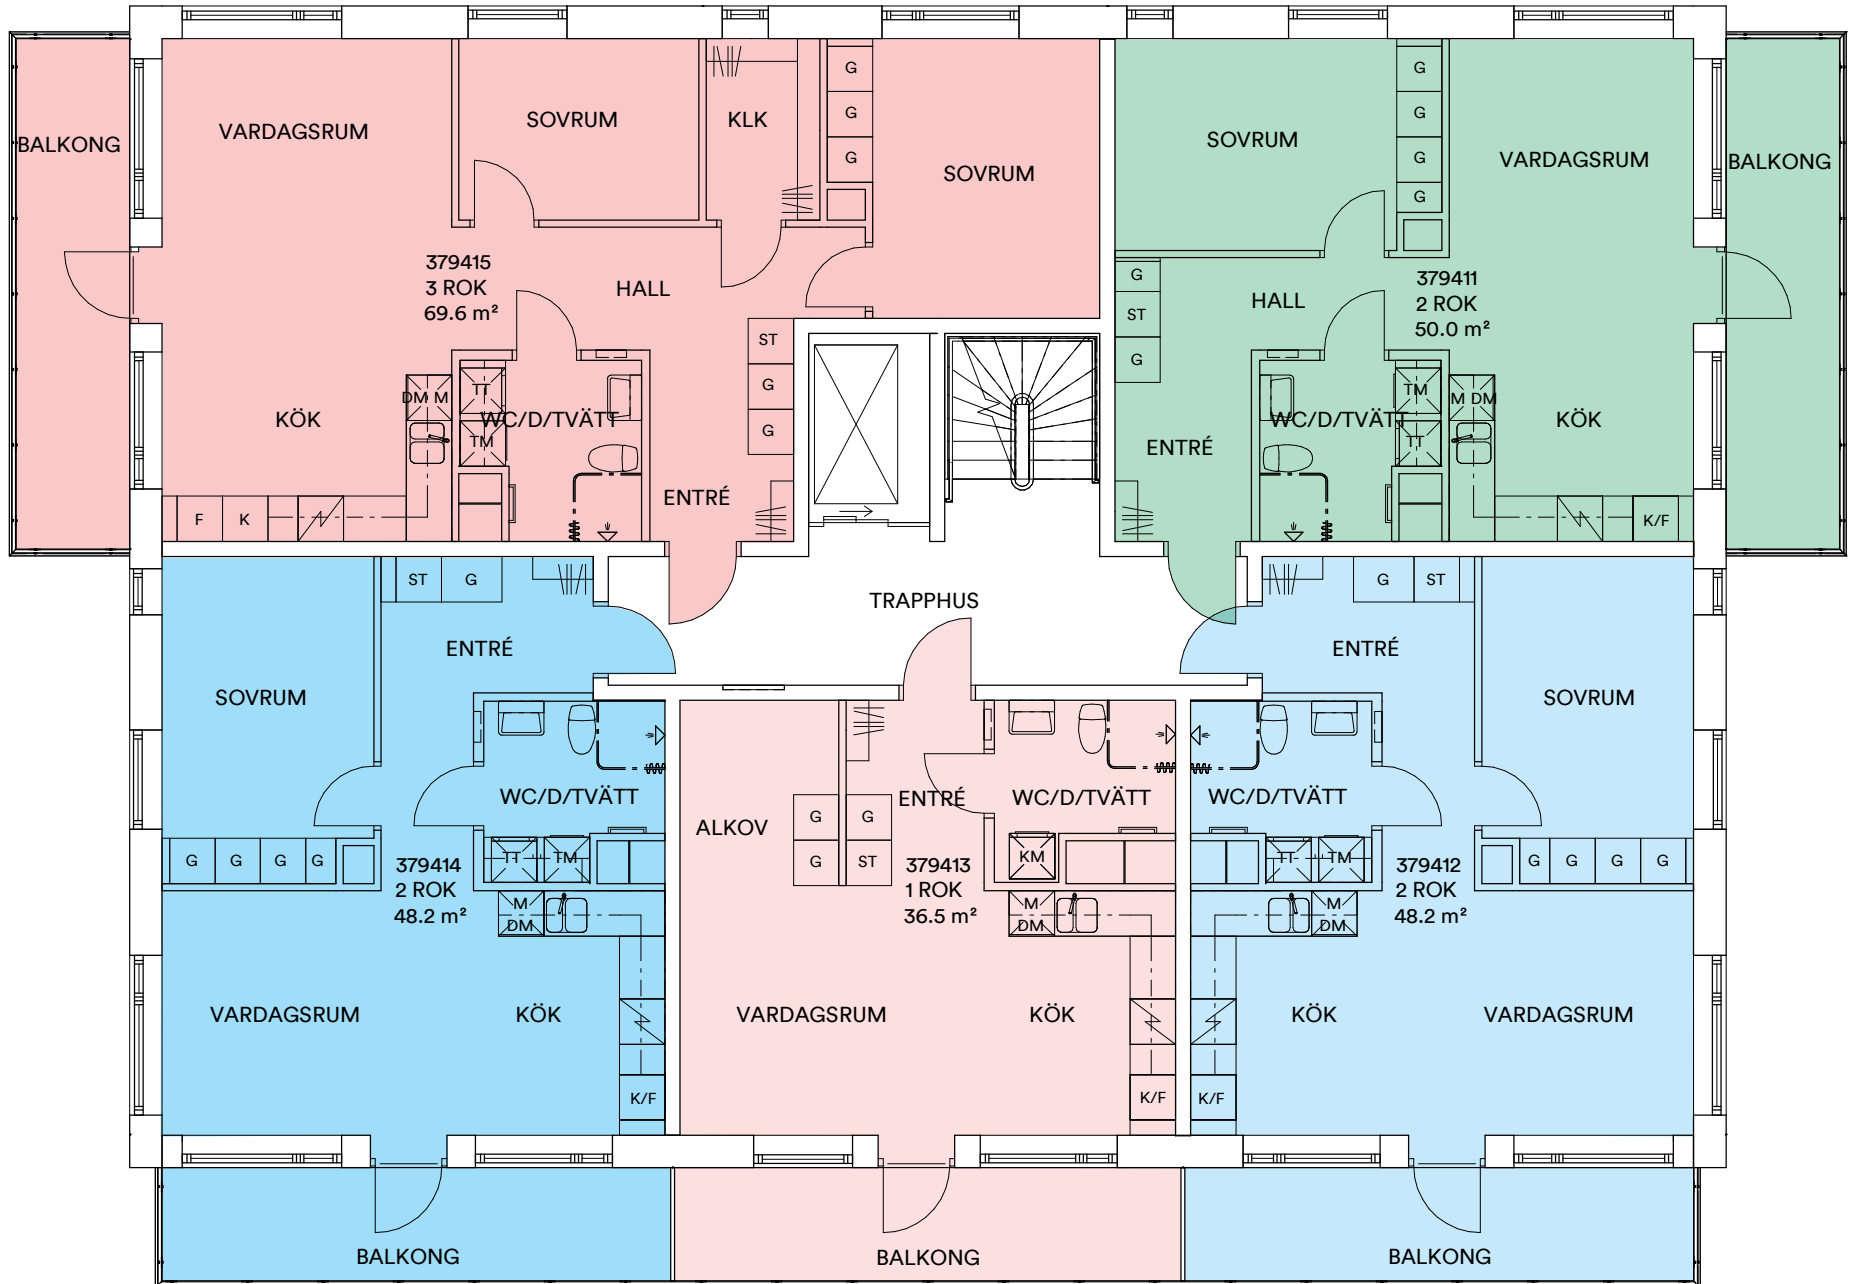 BALKONG
VARDAGSRUM
SOVRUM
KLK
G
G
G
SOVRUM
379415
3 ROK
69.6 m²
HALL
ST
G
G
DM M
TT
WC/D/TVÄTT
TM
KÖK
F
K
ENTRÉ
SOVRUM
G
G
G
G
VARDAGSRUM
BALKONG
G
ST
G
HALL
379411
2 ROK
50.0 m²
TM
M DM
WC/D/TVÄTT
TT
KÖK
ENTRÉ
K/F
TRAPPHUS
ST
G
ENTRÉ
SOVRUM
WC/D/TVÄTT
G
G
G
G
379414
2 ROK
48.2 m²
TT
TM
M
DM
VARDAGSRUM
KÖK
K/F
BALKONG
ALKOV
G
G
G
ST
ENTRÉ
WC/D/TVÄTT
KM
379413
1 ROK
36.5 m²
M
DM
VARDAGSRUM
KÖK
K/F
BALKONG
G
ST
ENTRÉ
SOVRUM
WC/D/TVÄTT
TT
TM
379412
2 ROK
48.2 m²
G
G
G
G
M
DM
KÖK
VARDAGSRUM
K/F
BALKONG